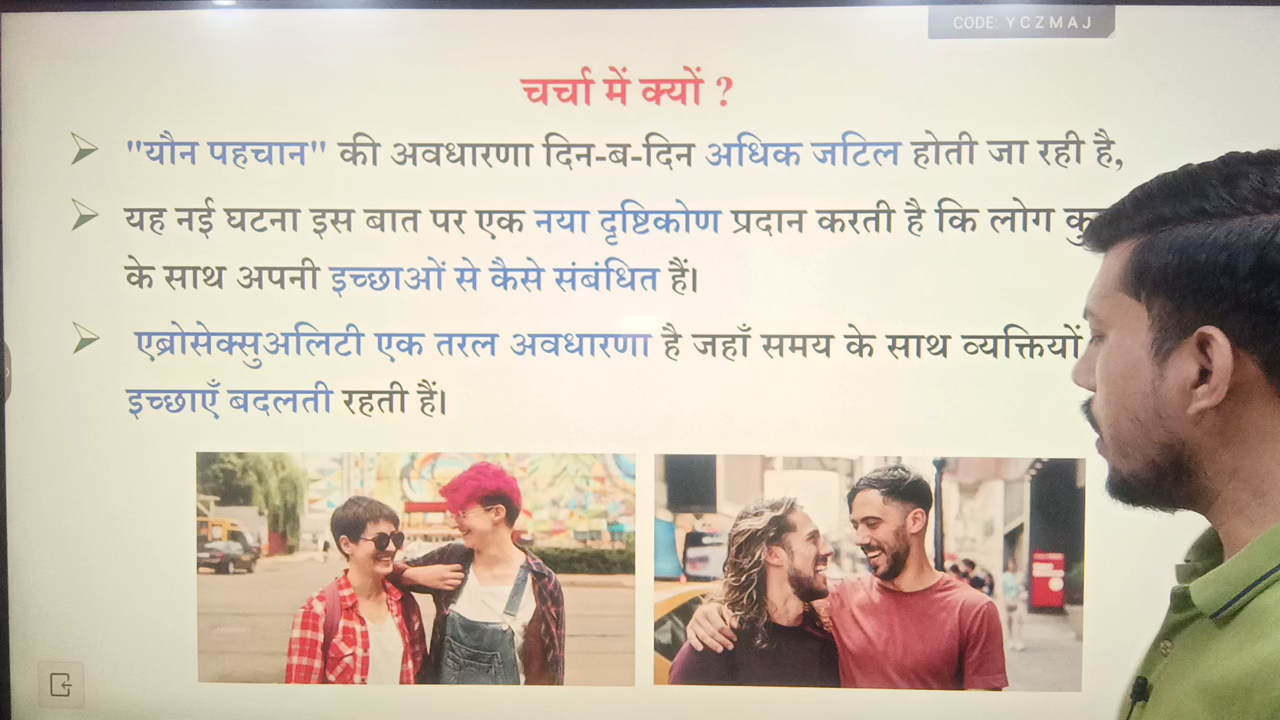 CODE: YCZMAJ
चर्चा में क्यों ?
"यौन पहचान" की अवधारणा दिन-ब-दिन अधिक जटिल होती जा रही है,
यह नई घटना इस बात पर एक नया दृष्टिकोण प्रदान करती है कि लोग
के साथ अपनी इच्छाओं से कैसे संबंधित हैं।
एब्रोसेक्सुअलिटी एक तरल अवधारणा है जहाँ समय के साथ व्यक्तियों
इच्छाएँ बदलती रहती हैं।